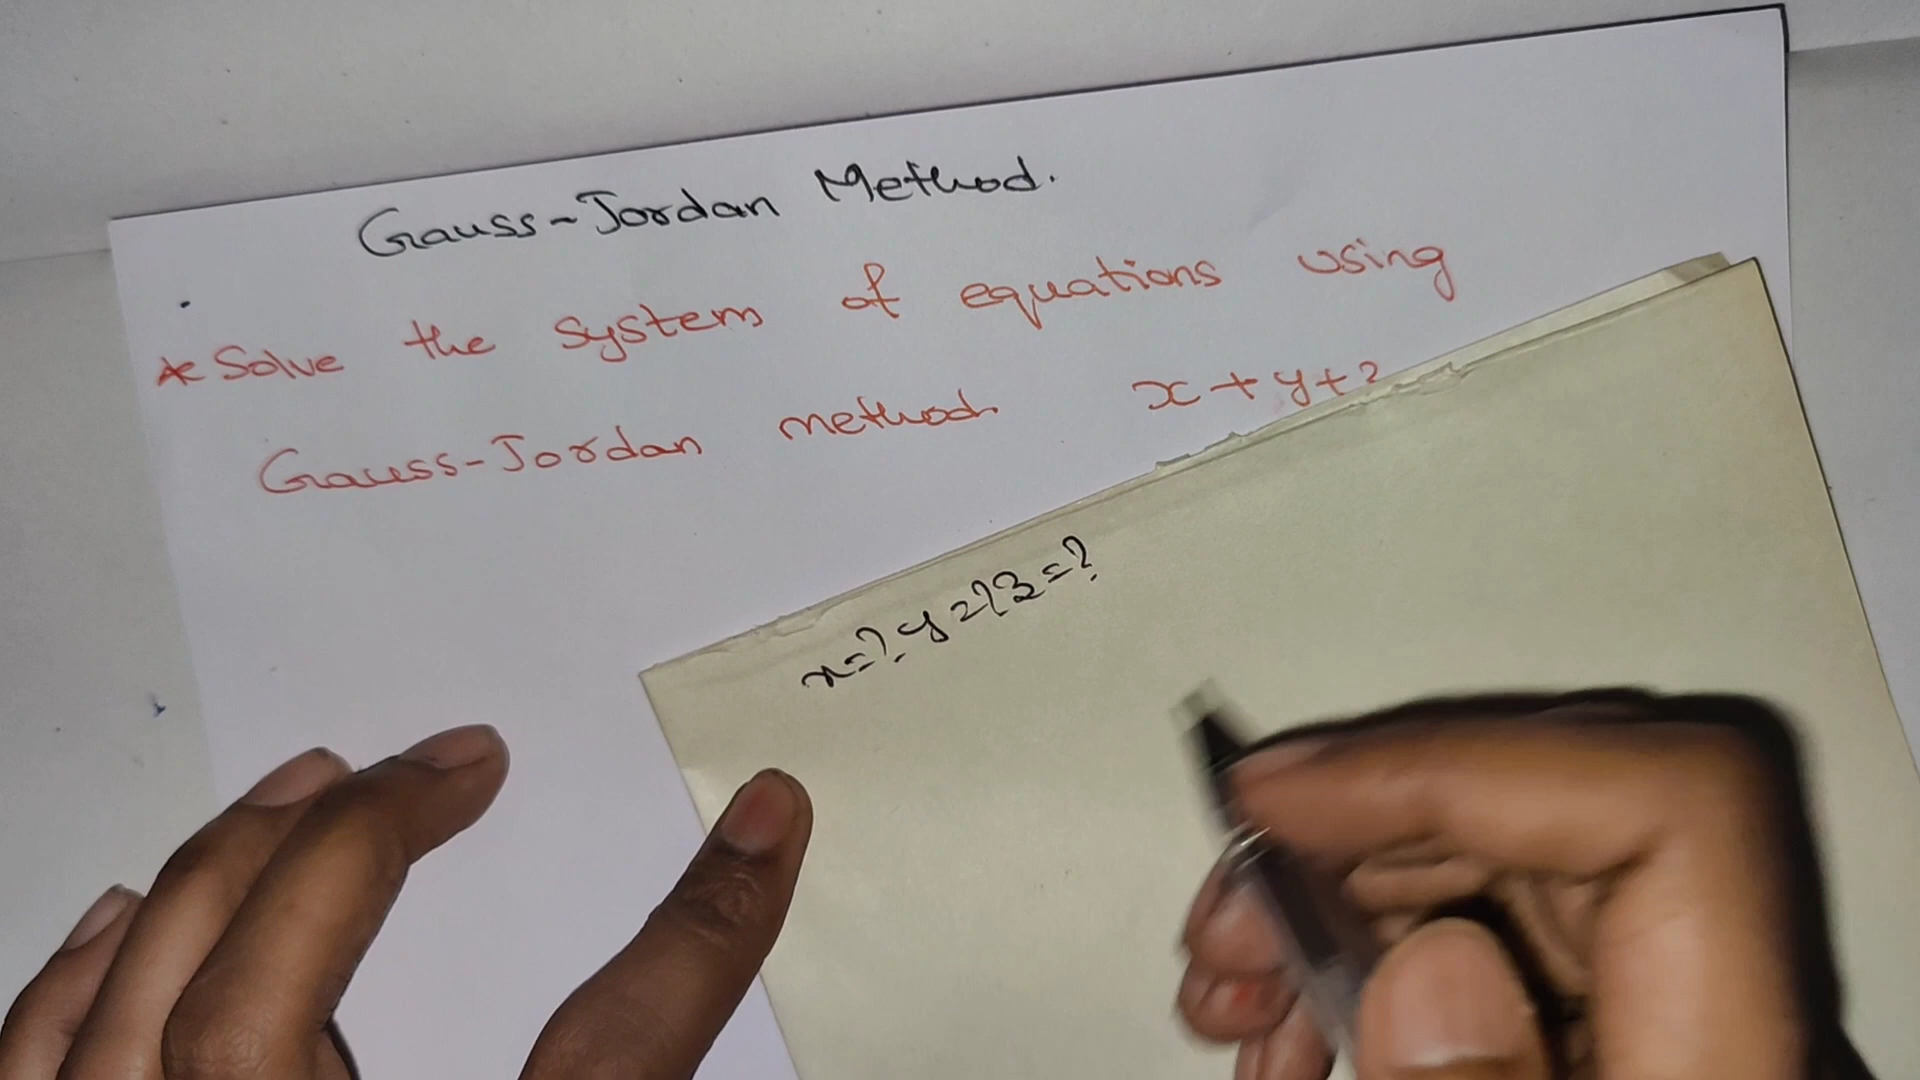 Gauss-Jordan Method.
* Solve the system of equations using
Gauss-Jordan method. x + y +
x=? y=? z=?